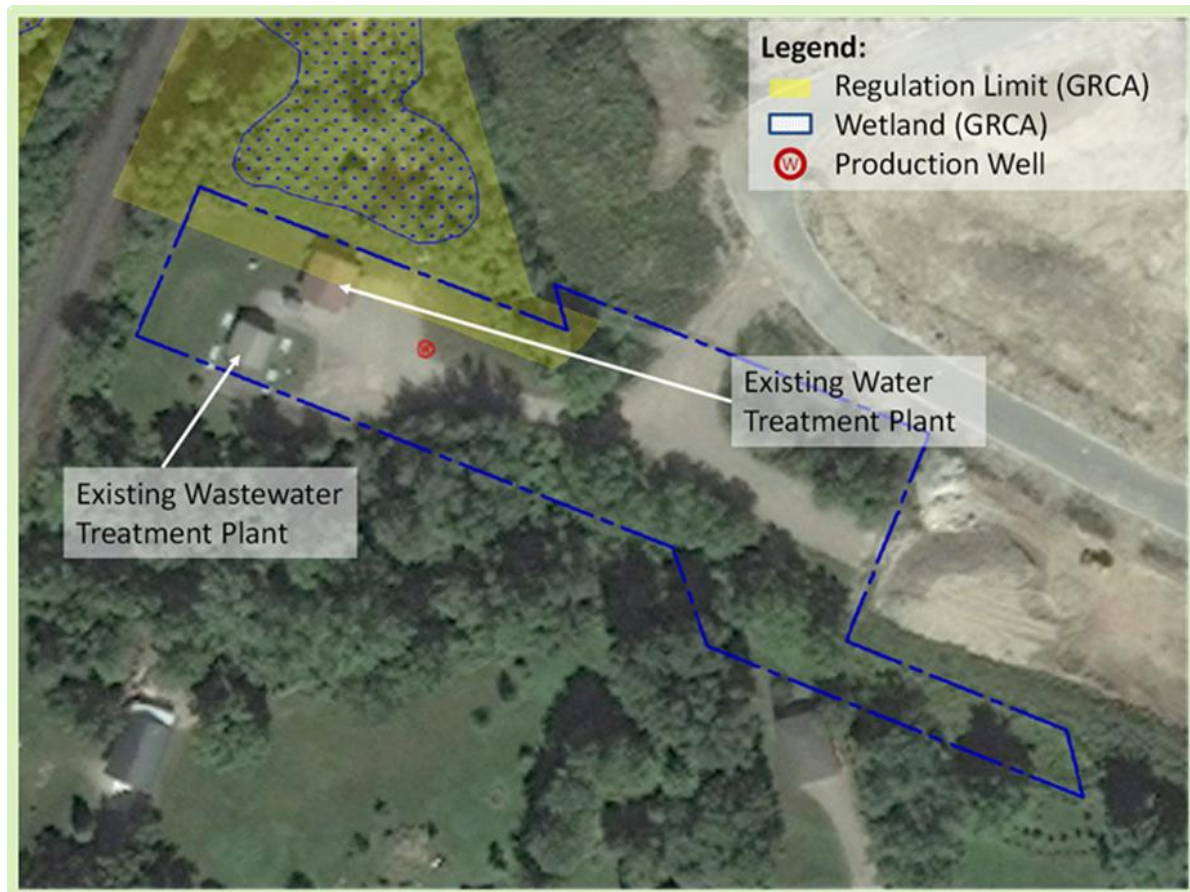 Legend:
Regulation Limit (GRCA)
Wetland (GRCA)
W
Production Well
W
Existing Water
Treatment Plant
Existing Wastewater
Treatment Plant